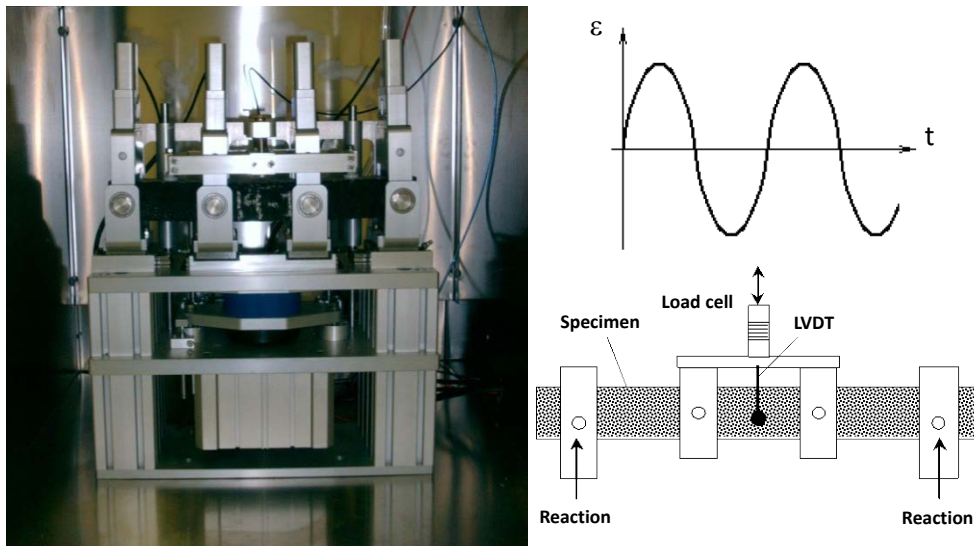 ε
t
Load cell
LVDT
Specimen
Reaction
Reaction